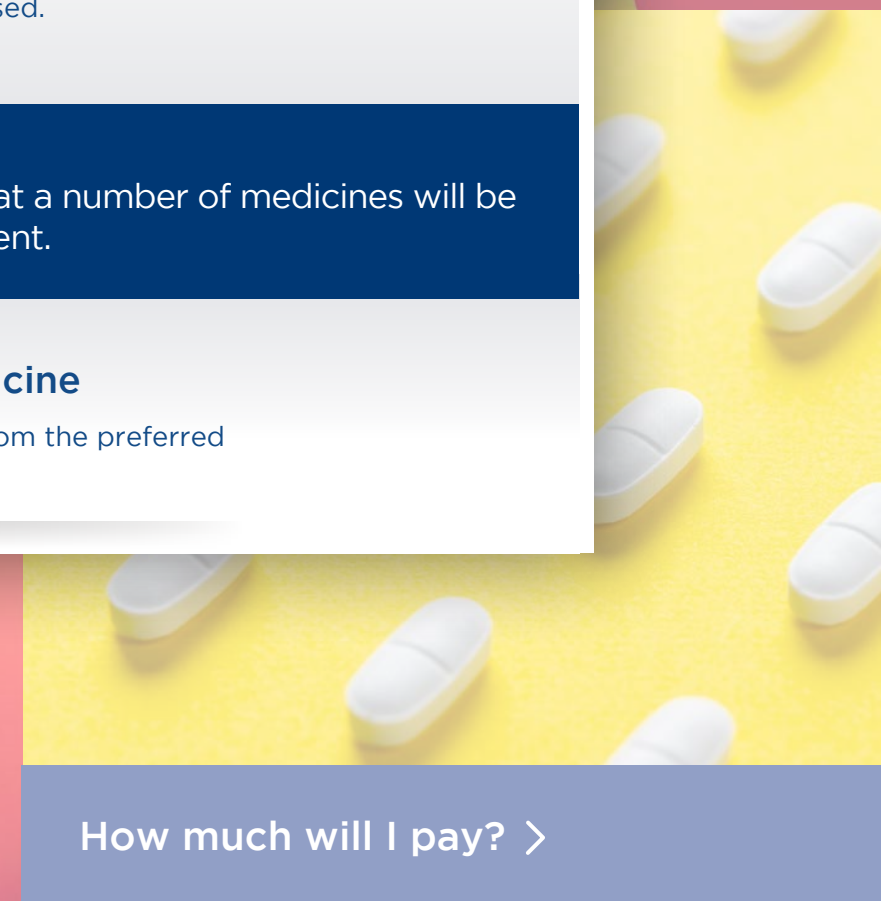 sed.
at a number of medicines will be
ent.
cine
om the preferred
How much will I pay?